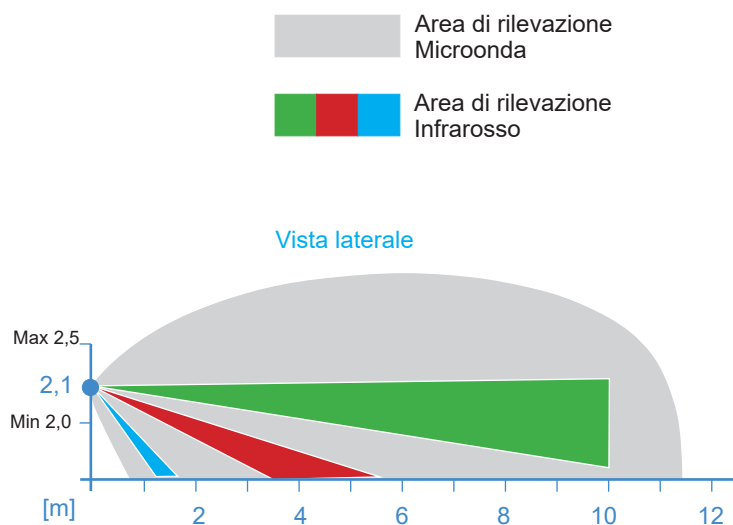 Area di rilevazione
Microonda
Area di rilevazione
Infrarosso
Vista laterale
Max 2,5
2,1
Min 2,0
[m]
2
4
6
8
10
12